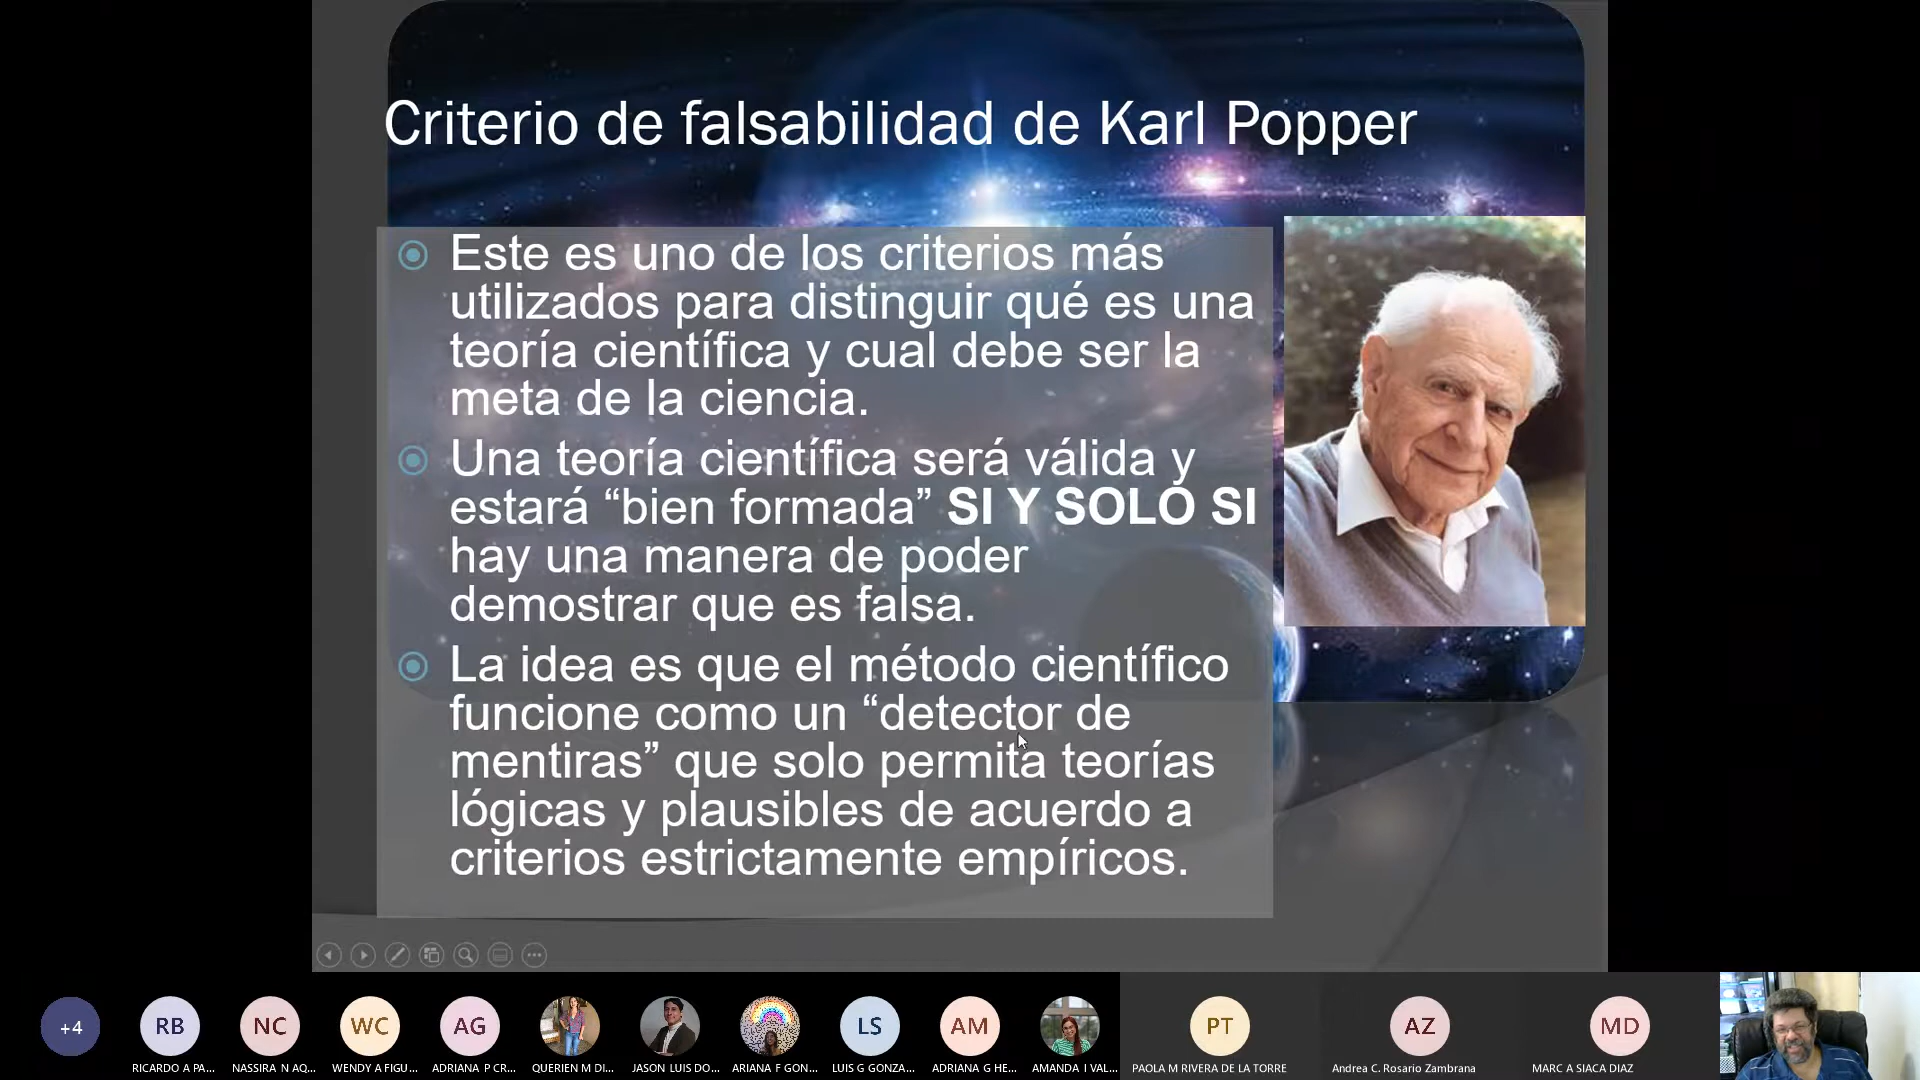 Criterio de falsabilidad de Karl Popper
Este es uno de los criterios más
utilizados para distinguir qué es una
teoría científica y cual debe ser la
meta de la ciencia.
Una teoría científica será válida y
estará “bien formada” SI Y SOLO SI
hay una manera de poder
demostrar que es falsa.
La idea es que el método científico
funcione como un “detector de
mentiras” que solo permita teorías
lógicas y plausibles de acuerdo a
criterios estrictamente empíricos.
+4
RB
NC
WC
AG
LS
AM
PT
AZ
MD
RICARDO A PA...
NASSIRA N AQ...
WENDY A FIGU...
ADRIANA P CR...
QUERIEN M DI...
JASON LUIS DO...
ARIANA F GON...
LUIS G GONZA...
ADRIANA G HE...
AMANDA I VAL...
PAOLA M RIVERA DE LA TORRE
Andrea C. Rosario Zambrana
MARC A SIACA DIAZ